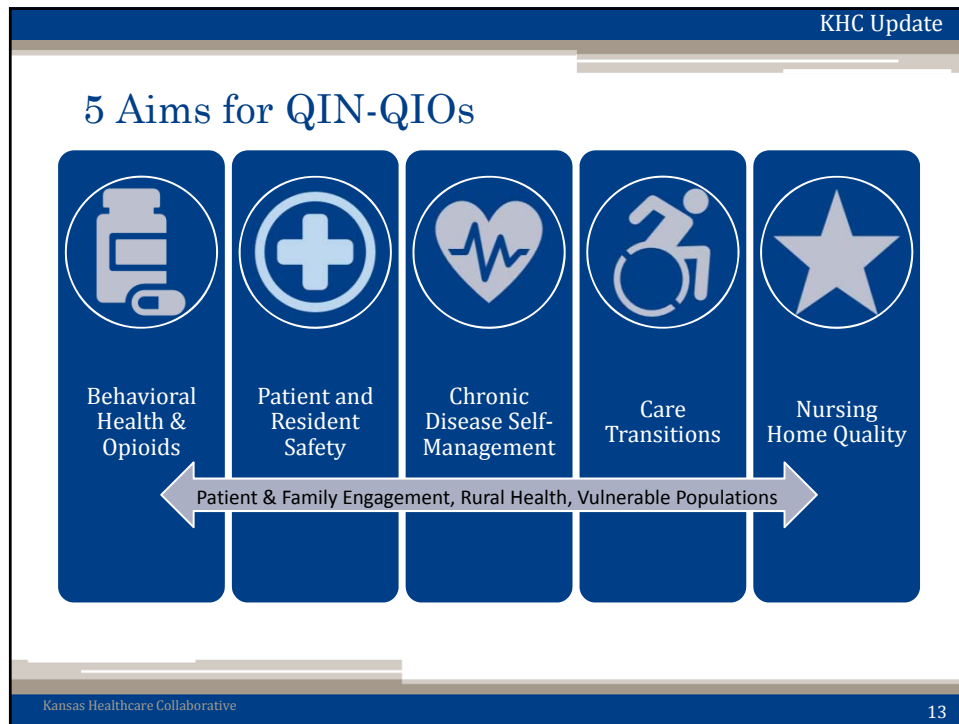 KHC Update
5 Aims for QIN-QIOs
Behavioral
Health &
Opioids
Patient and
Resident
Safety
Chronic
Disease Self-
Management
Care
Transitions
Nursing
Home Quality
Patient & Family Engagement, Rural Health, Vulnerable Populations
Kansas Healthcare Collaborative
13